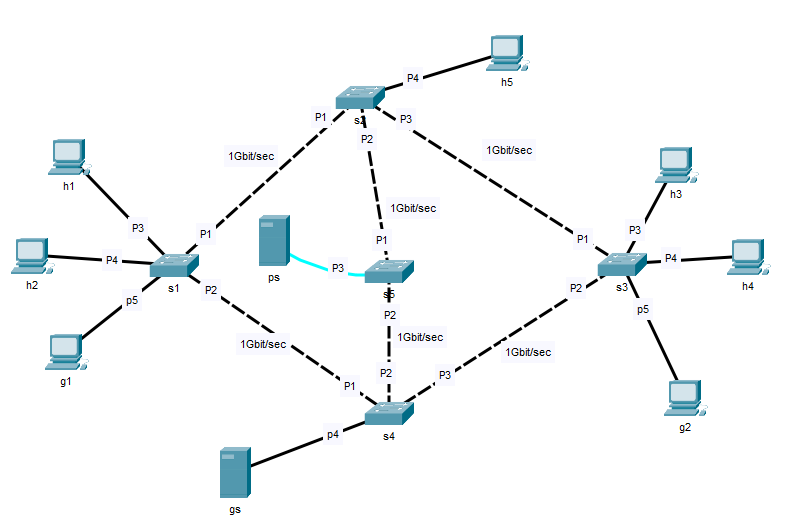 h5
P4
s2
P1
P3
P2
1Gbit/sec
1Gbit/sec
h1
h3
P3
1Gbit/sec
P1
P3
P1
P1
h2
P4
s1
ps
P3
s5
s3
P4
h4
p5
P2
P2
P2
p5
1Gbit/sec
1Gbit/sec
1Gbit/sec
g1
P1
P2
P3
g2
p4
s4
gs